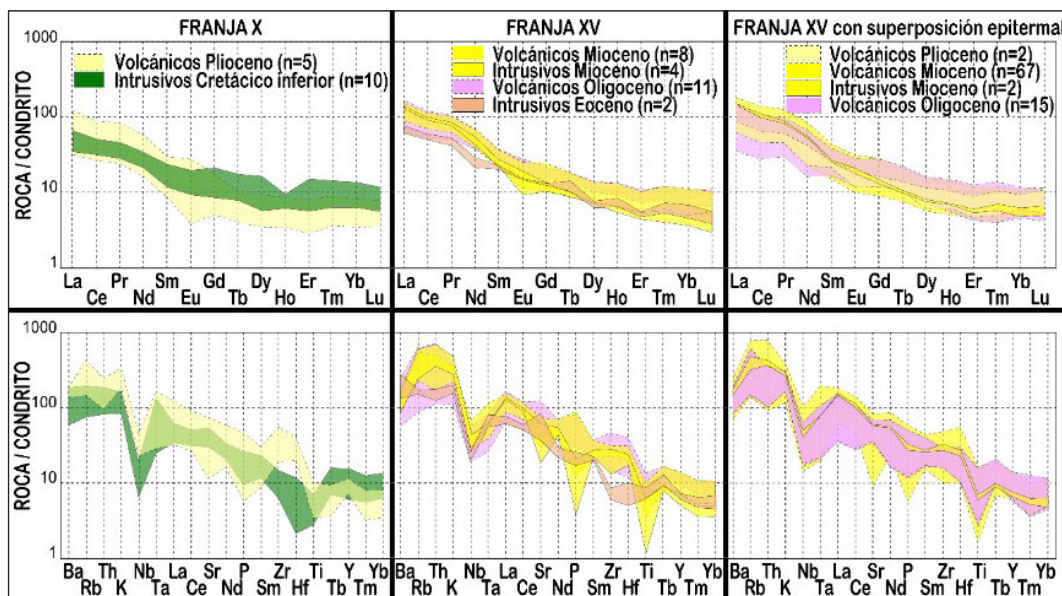 FRANJA X
FRANJA XV
FRANJA XV con superposición epitermal
ROCA / CONDRITO
1000
100
10
1
Volcánicos Plioceno (n=5)
Intrusivos Cretácico inferior (n=10)
Volcánicos Mioceno (n=8)
Intrusivos Mioceno (n=4)
Volcánicos Oligoceno (n=11)
Intrusivos Eoceno (n=2)
Volcánicos Plioceno (n=2)
Volcánicos Mioceno (n=67)
Intrusivos Mioceno (n=2)
Volcánicos Oligoceno (n=15)
La Pr Sm Gd Dy Er Yb
Ce Nd Eu Tb Ho Tm Lu
La Pr Sm Gd Dy Er Yb
Ce Nd Eu Tb Ho Tm Lu
La Pr Sm Gd Dy Er Yb
Ce Nd Eu Tb Ho Tm Lu
ROCA / CONDRITO
1000
100
10
1
Ba Th Nb La Sr P Zr Ti Y Yb
Rb K Ta Ce Nd Sm Hf Tb Tm
Ba Th Nb La Sr P Zr Ti Y Yb
Rb K Ta Ce Nd Sm Hf Tb Tm
Ba Th Nb La Sr P Zr Ti Y Yb
Rb K Ta Ce Nd Sm Hf Tb Tm